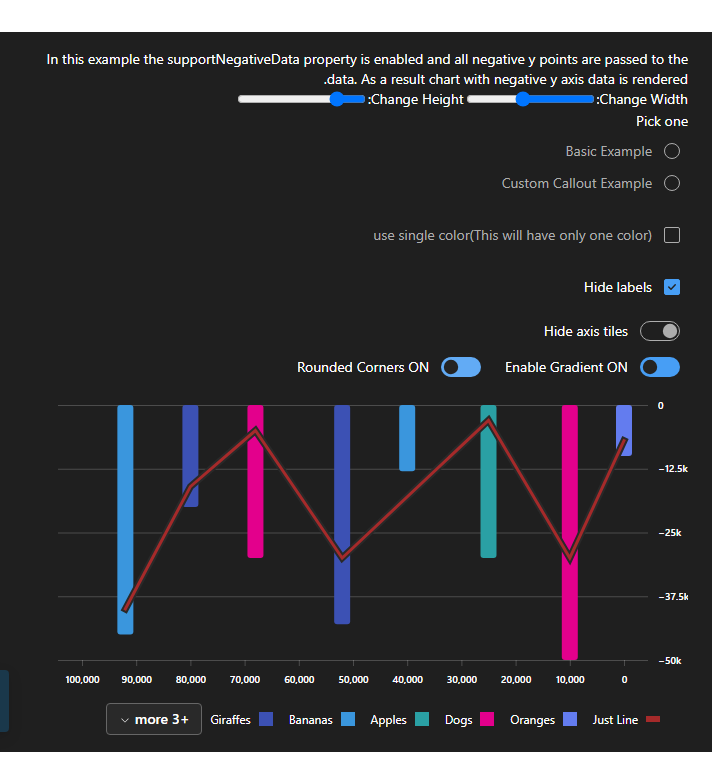 In this example the supportNegativeData property is enabled and all negative y points are passed to the
.data. As a result chart with negative y axis data is rendered
:Change Width :Change Height
Pick one
Basic Example
Custom Callout Example
use single color(This will have only one color)
Hide labels
Hide axis tiles
Enable Gradient ON Rounded Corners ON
0
−12.5k
−25k
−37.5k
−50k
100,000 90,000 80,000 70,000 60,000 50,000 40,000 30,000 20,000 10,000 0
Just Line Oranges Dogs Apples Bananas Giraffes more 3+